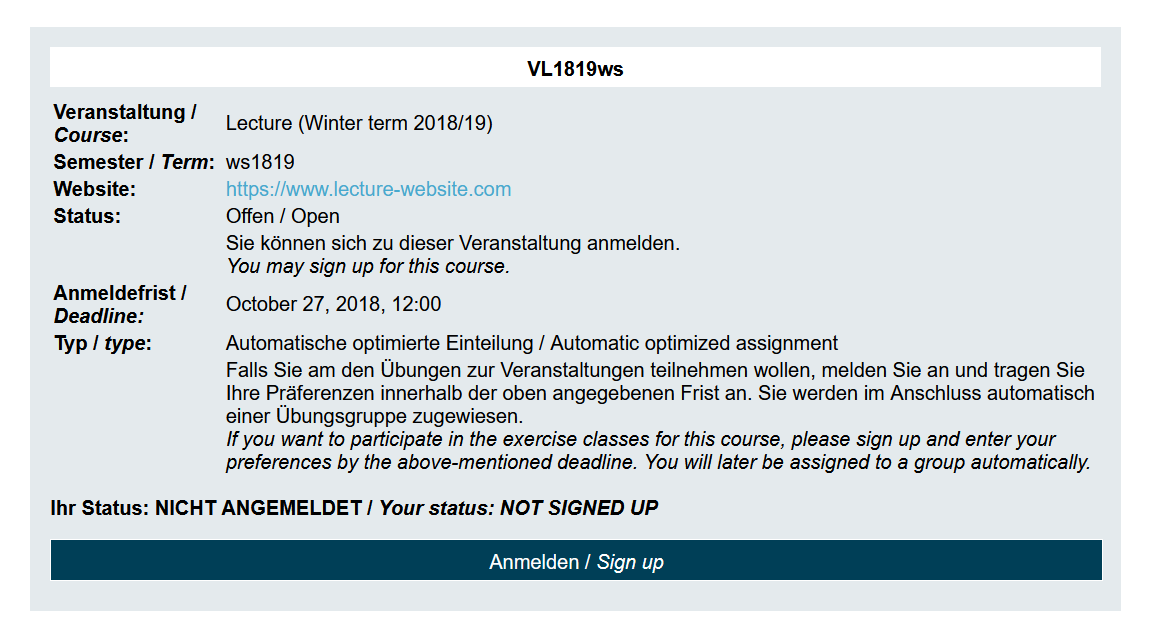 VL1819ws
Veranstaltung /
Course:
Lecture (Winter term 2018/19)
Semester / Term: ws1819
Website: https://www.lecture-website.com
Status: Offen / Open
Sie können sich zu dieser Veranstaltung anmelden.
You may sign up for this course.
Anmeldefrist /
Deadline:
October 27, 2018, 12:00
Typ / type: Automatische optimierte Einteilung / Automatic optimized assignment
Falls Sie am den Übungen zur Veranstaltungen teilnehmen wollen, melden Sie an und tragen Sie
Ihre Präferenzen innerhalb der oben angegebenen Frist an. Sie werden im Anschluss automatisch
einer Übungsgruppe zugewiesen.
If you want to participate in the exercise classes for this course, please sign up and enter your
preferences by the above-mentioned deadline. You will later be assigned to a group automatically.
Ihr Status: NICHT ANGEMELDET / Your status: NOT SIGNED UP
Anmelden / Sign up